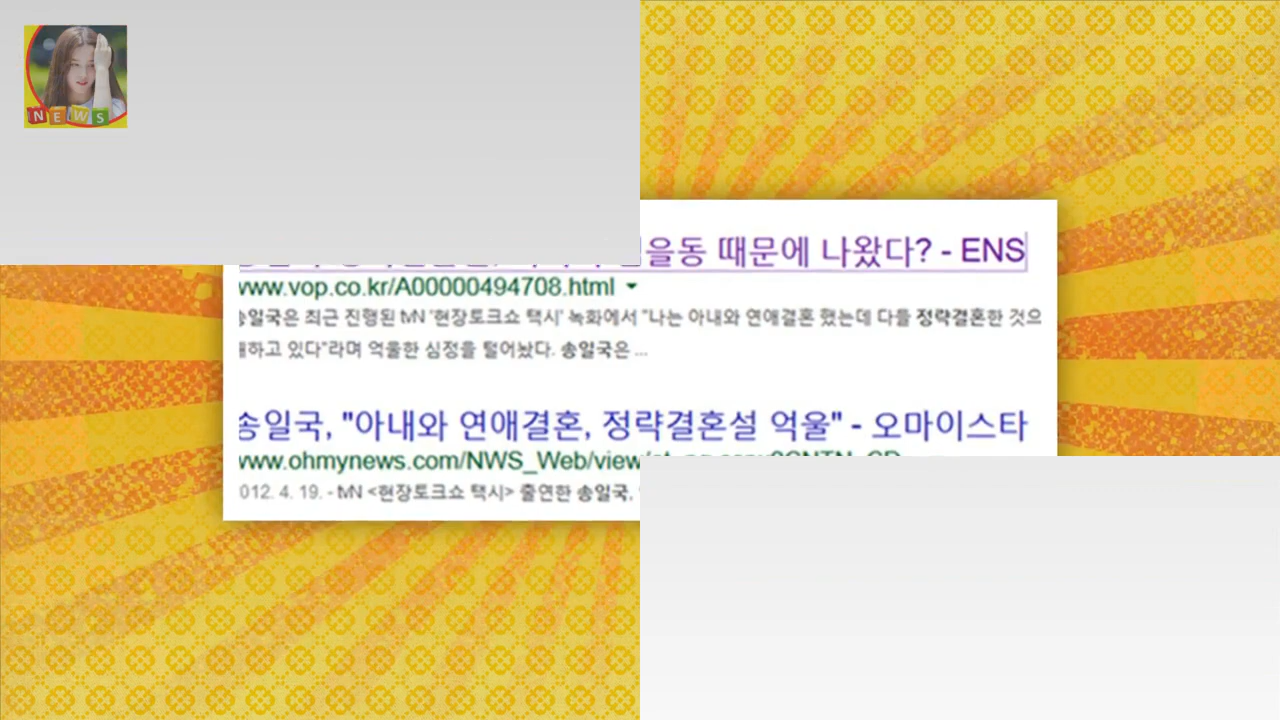 NEWS
때문에 나왔다? - ENS
www.vop.co.kr/A00000494708.html
송일국은 최근 진행된 tvN '현장토크쇼 택시' 녹화에서 "나는 아내와 연애결혼 했는데 다들 정략결혼한 것으
있다"라며 억울한 심정을 털어놨다. 송일국은 ...
송일국, "아내와 연애결혼, 정략결혼설 억울" - 오마이스타
www.ohmynews.com/NWS_Web/view/
2012. 4. 19. - tvN <현장토크쇼 택시> 출연한 송일국,